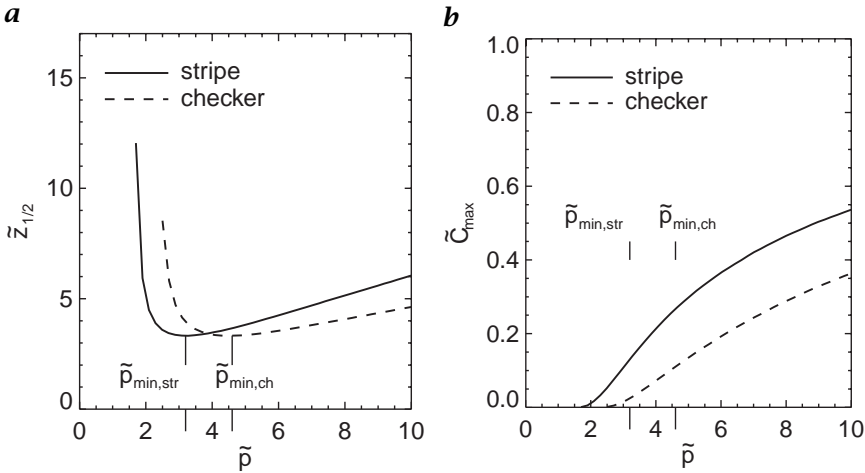 a
15
10
5
0
z̃1/2
stripe
checker
p̃min,str
p̃min,ch
0 2 4 6 8 10
p̃
b
1.0
0.8
0.6
0.4
0.2
0.0
C̃max
stripe
checker
p̃min,str
p̃min,ch
0 2 4 6 8 10
p̃